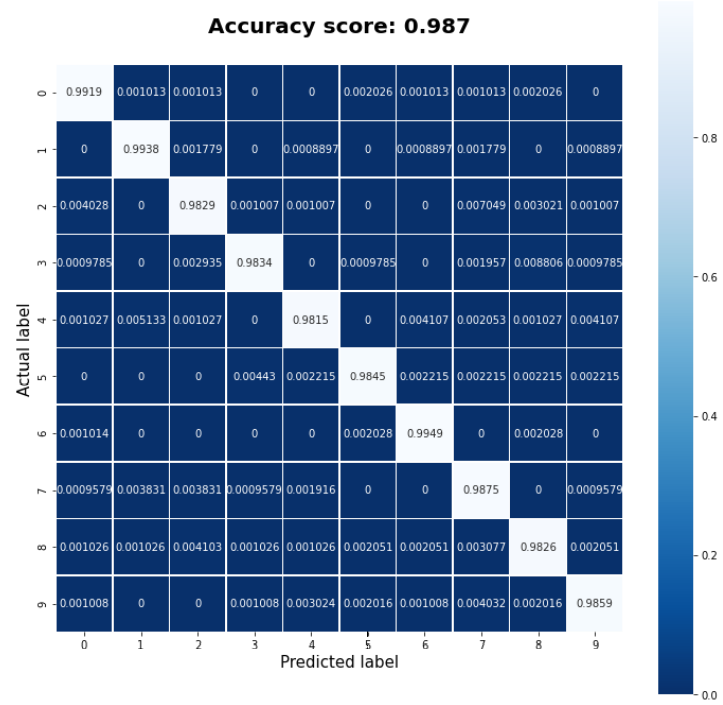 Accuracy score: 0.987
0 0.9919 0.001013 0.001013 0 0 0.002026 0.001013 0.001013 0.002026 0
1 0 0.9938 0.001779 0 0.0008897 0 0.0008897 0.001779 0 0.0008897
2 0.004028 0 0.9829 0.001007 0.001007 0 0 0.007049 0.003021 0.001007
3 0.0009785 0 0.002935 0.9834 0 0.0009785 0 0.001957 0.008806 0.0009785
4 0.001027 0.005133 0.001027 0 0.9815 0 0.004107 0.002053 0.001027 0.004107
5 0 0 0 0.00443 0.002215 0.9845 0.002215 0.002215 0.002215 0.002215
6 0.001014 0 0 0 0 0.002028 0.9949 0 0.002028 0
7 0.0009579 0.003831 0.003831 0.0009579 0.001916 0 0 0.9875 0 0.0009579
8 0.001026 0.001026 0.004103 0.001026 0.001026 0.002051 0.002051 0.003077 0.9826 0.002051
9 0.001008 0 0 0.001008 0.003024 0.002016 0.001008 0.004032 0.002016 0.9859
0 1 2 3 4 5 6 7 8 9
Actual label
Predicted label
0.8
0.6
0.4
0.2
0.0